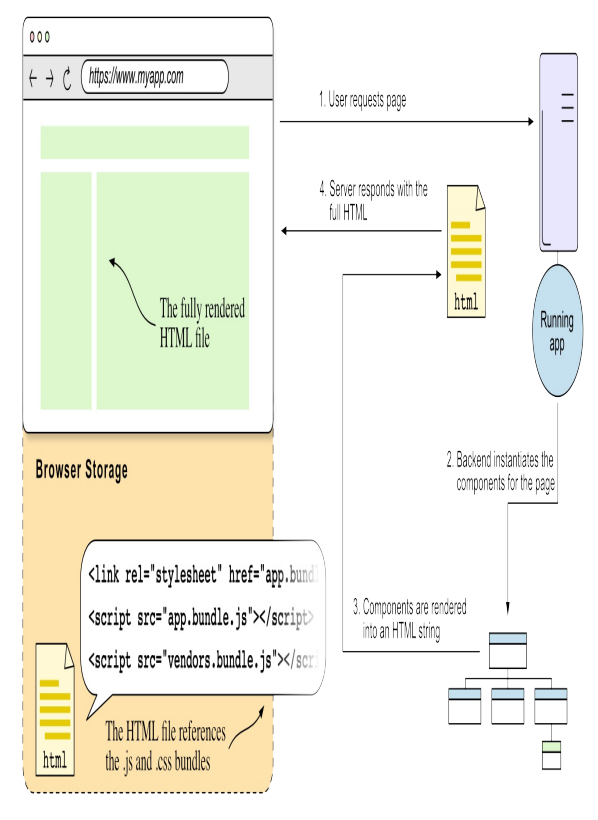 https://www.myapp.com
1. User requests page
4. Server responds with the
full HTML
html
The fully rendered
HTML file
Running
app
Browser Storage
2. Backend instantiates the
components for the page
<link rel="stylesheet" href="app.bund
<script src="app.bundle.js"></script>
<script src="vendors.bundle.js"></scr
3. Components are rendered
into an HTML string
html
The HTML file references
the .js and .css bundles